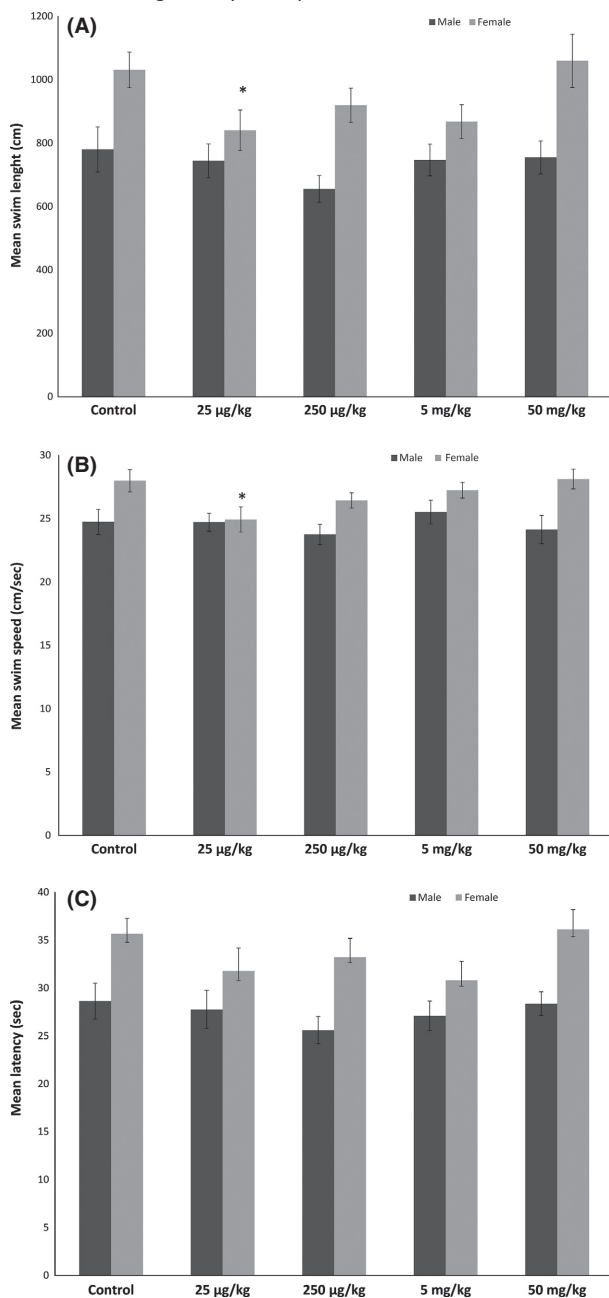 (A)
Male Female
1200
1000
800
600
400
200
0
Mean swim lenght (cm)
*
Control 25 µg/kg 250 µg/kg 5 mg/kg 50 mg/kg
(B)
Male Female
30
25
20
15
10
5
0
Mean swim speed (cm/sec)
*
Control 25 µg/kg 250 µg/kg 5 mg/kg 50 mg/kg
(C)
Male Female
40
35
30
25
20
15
10
5
0
Mean latency (sec)
Control 25 µg/kg 250 µg/kg 5 mg/kg 50 mg/kg